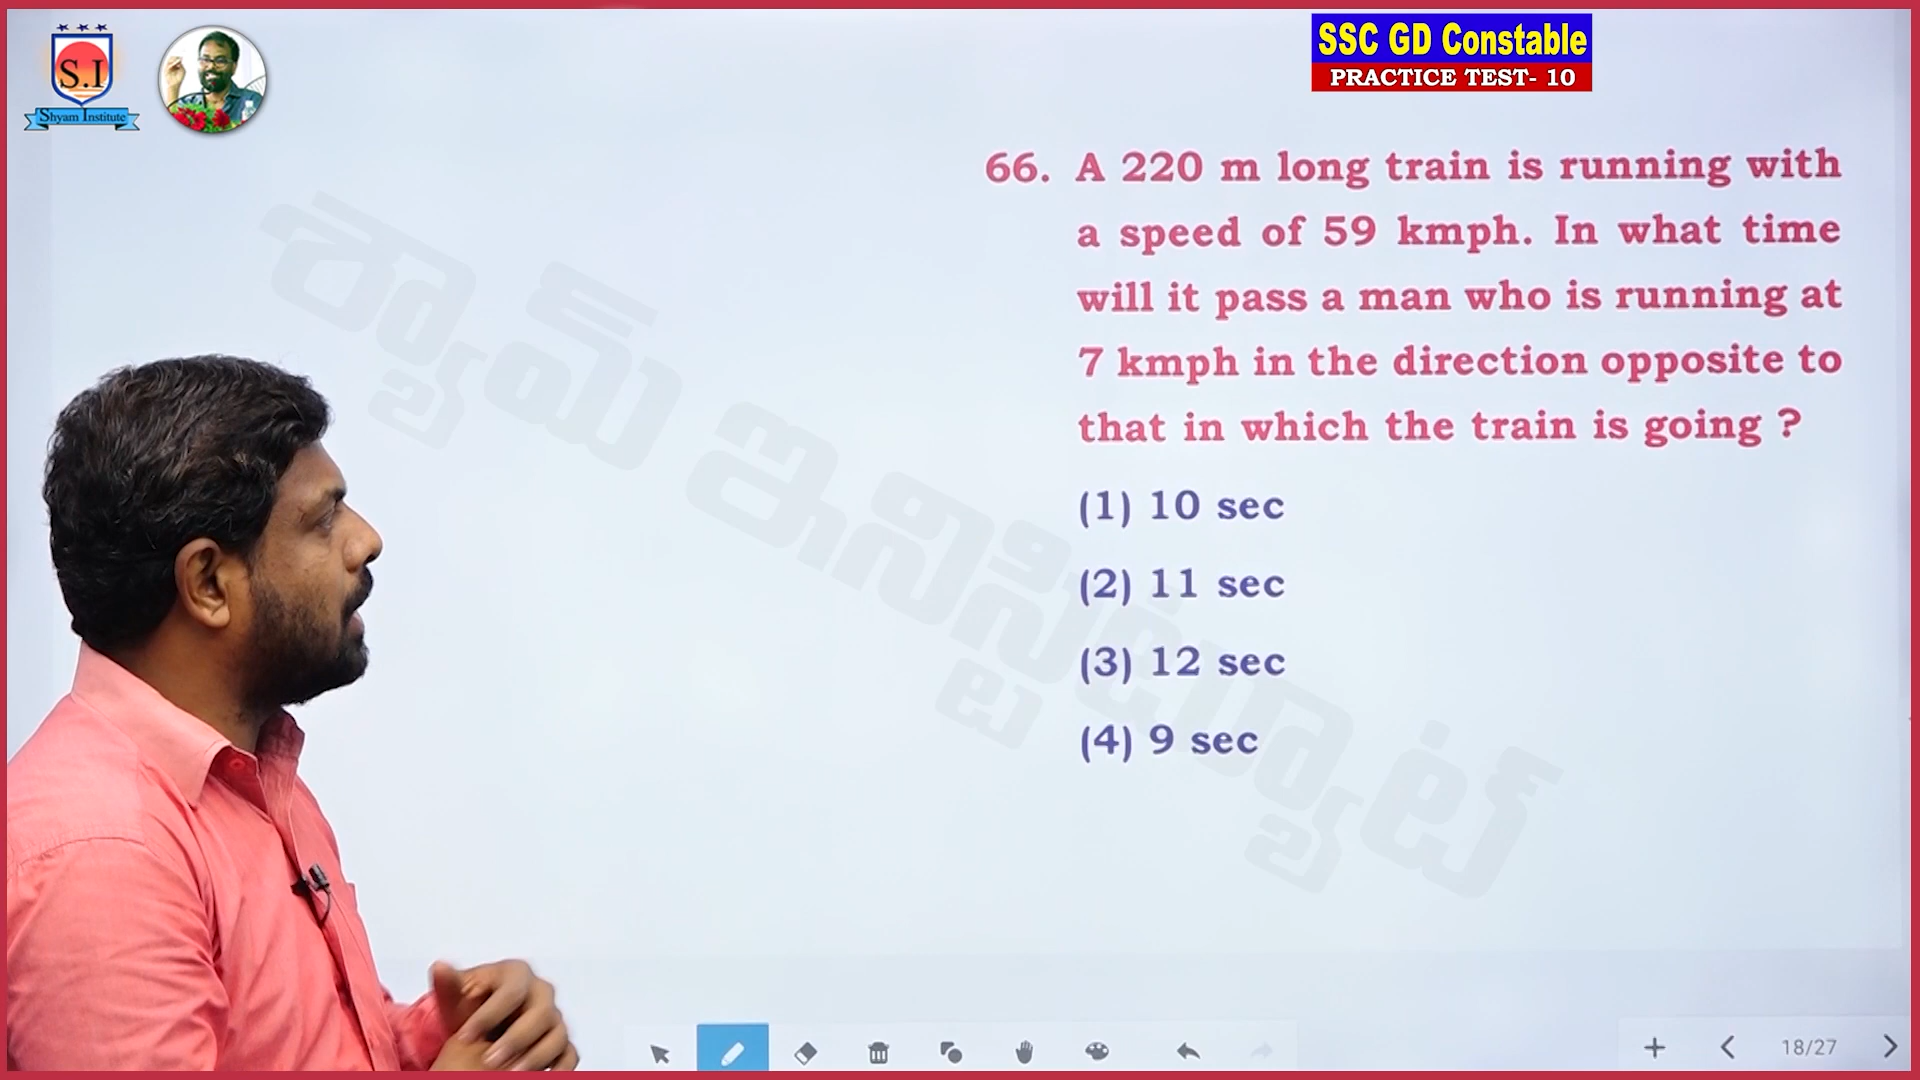 S.I
Shyam Institute
SSC GD Constable
PRACTICE TEST- 10
66. A 220 m long train is running with
a speed of 59 kmph. In what time
will it pass a man who is running at
7 kmph in the direction opposite to
that in which the train is going ?
(1) 10 sec
(2) 11 sec
(3) 12 sec
(4) 9 sec
శ్యామ్ ఇన్స్టిట్యూట్
18/27